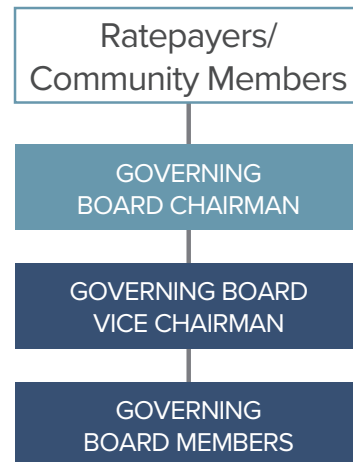 Ratepayers/
Community Members
GOVERNING
BOARD CHAIRMAN
GOVERNING BOARD
VICE CHAIRMAN
GOVERNING
BOARD MEMBERS